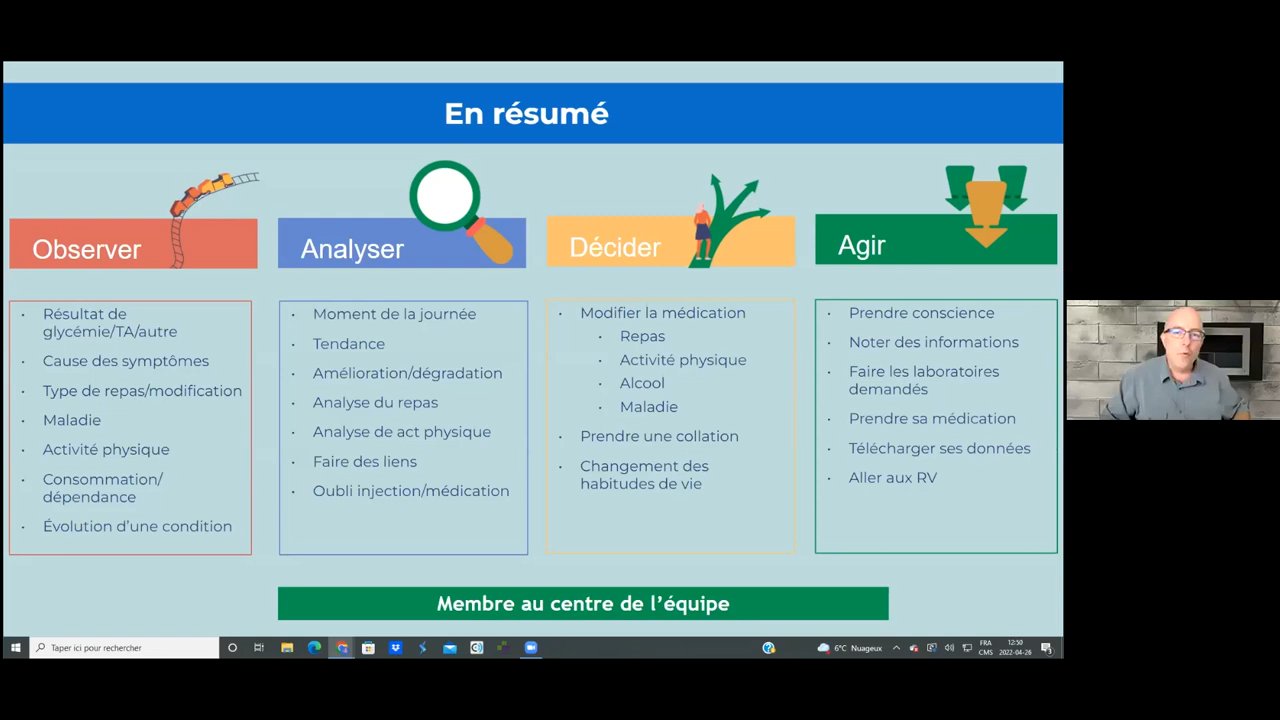 En résumé
Observer
Résultat de
glycémie/TA/autre
Cause des symptômes
Type de repas/modification
Maladie
Activité physique
Consommation/
dépendance
Évolution d'une condition
Analyser
Moment de la journée
Tendance
Amélioration/dégradation
Analyse du repas
Analyse de act physique
Faire des liens
Oubli injection/médication
Décider
Modifier la médication
Repas
Activité physique
Alcool
Maladie
Prendre une collation
Changement des
habitudes de vie
Agir
Prendre conscience
Noter des informations
Faire les laboratoires
demandés
Prendre sa médication
Télécharger ses données
Aller aux RV
Membre au centre de l'équipe
Taper ici pour rechercher
6°C Nuageux
FRA
CMS
12:50
2022-04-26